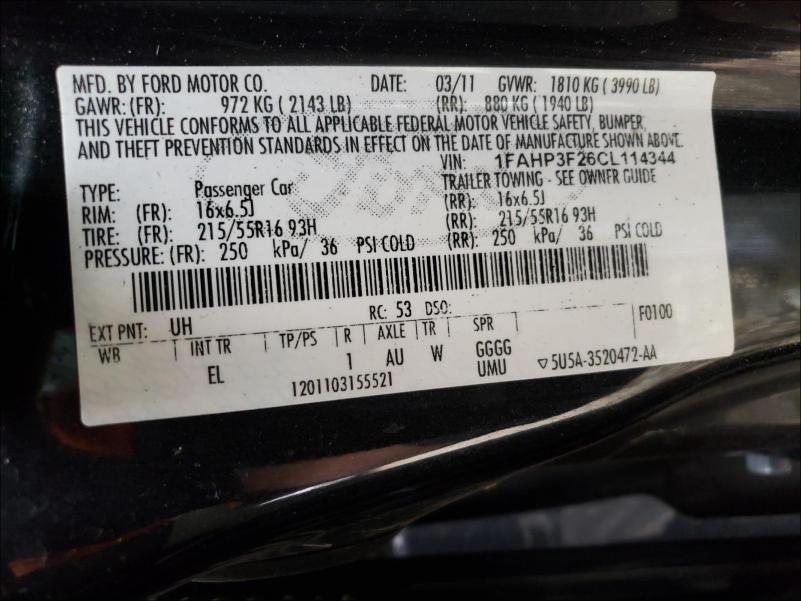 MFD. BY FORD MOTOR CO. DATE: 03/11 GVWR: 1810 KG ( 3990 LB)
GAWR: (FR): 972 KG ( 2143 LB) (RR): 880 KG ( 1940 LB)
THIS VEHICLE CONFORMS TO ALL APPLICABLE FEDERAL MOTOR VEHICLE SAFETY, BUMPER,
AND THEFT PREVENTION STANDARDS IN EFFECT ON THE DATE OF MANUFACTURE SHOWN ABOVE.
VIN: 1FAHP3F26CL114344
TYPE: Passenger Car TRAILER TOWING - SEE OWNER GUIDE
RIM: (FR): 16x6.5J (RR): 16x6.5J
TIRE: (FR): 215/55R16 93H (RR): 215/55R16 93H
PRESSURE: (FR): 250 kPa/ 36 PSI COLD (RR): 250 kPa/ 36 PSI COLD
EXT PNT: UH RC: 53 DSO: F0100
WB INT TR TP/PS R AXLE TR SPR
EL 1 AU W GGGG
UMU
1201103155521 ▽5U5A-3520472-AA